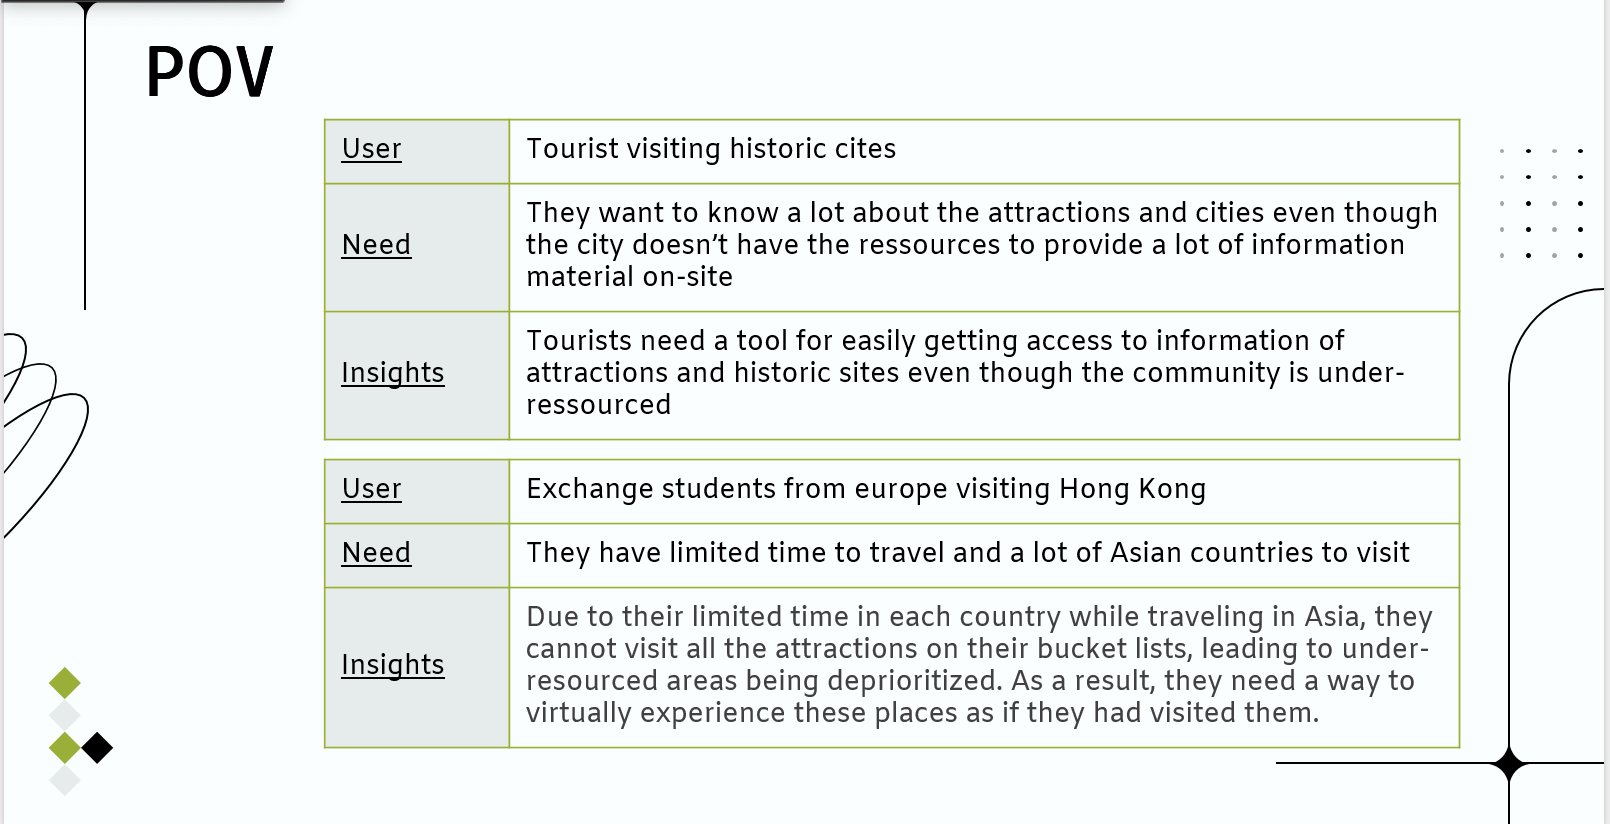 POV
User
Tourist visiting historic cites
Need
They want to know a lot about the attractions and cities even though
the city doesn’t have the ressources to provide a lot of information
material on-site
Insights
Tourists need a tool for easily getting access to information of
attractions and historic sites even though the community is under-
ressourced
User
Exchange students from europe visiting Hong Kong
Need
They have limited time to travel and a lot of Asian countries to visit
Insights
Due to their limited time in each country while traveling in Asia, they
cannot visit all the attractions on their bucket lists, leading to under-
resourced areas being deprioritized. As a result, they need a way to
virtually experience these places as if they had visited them.